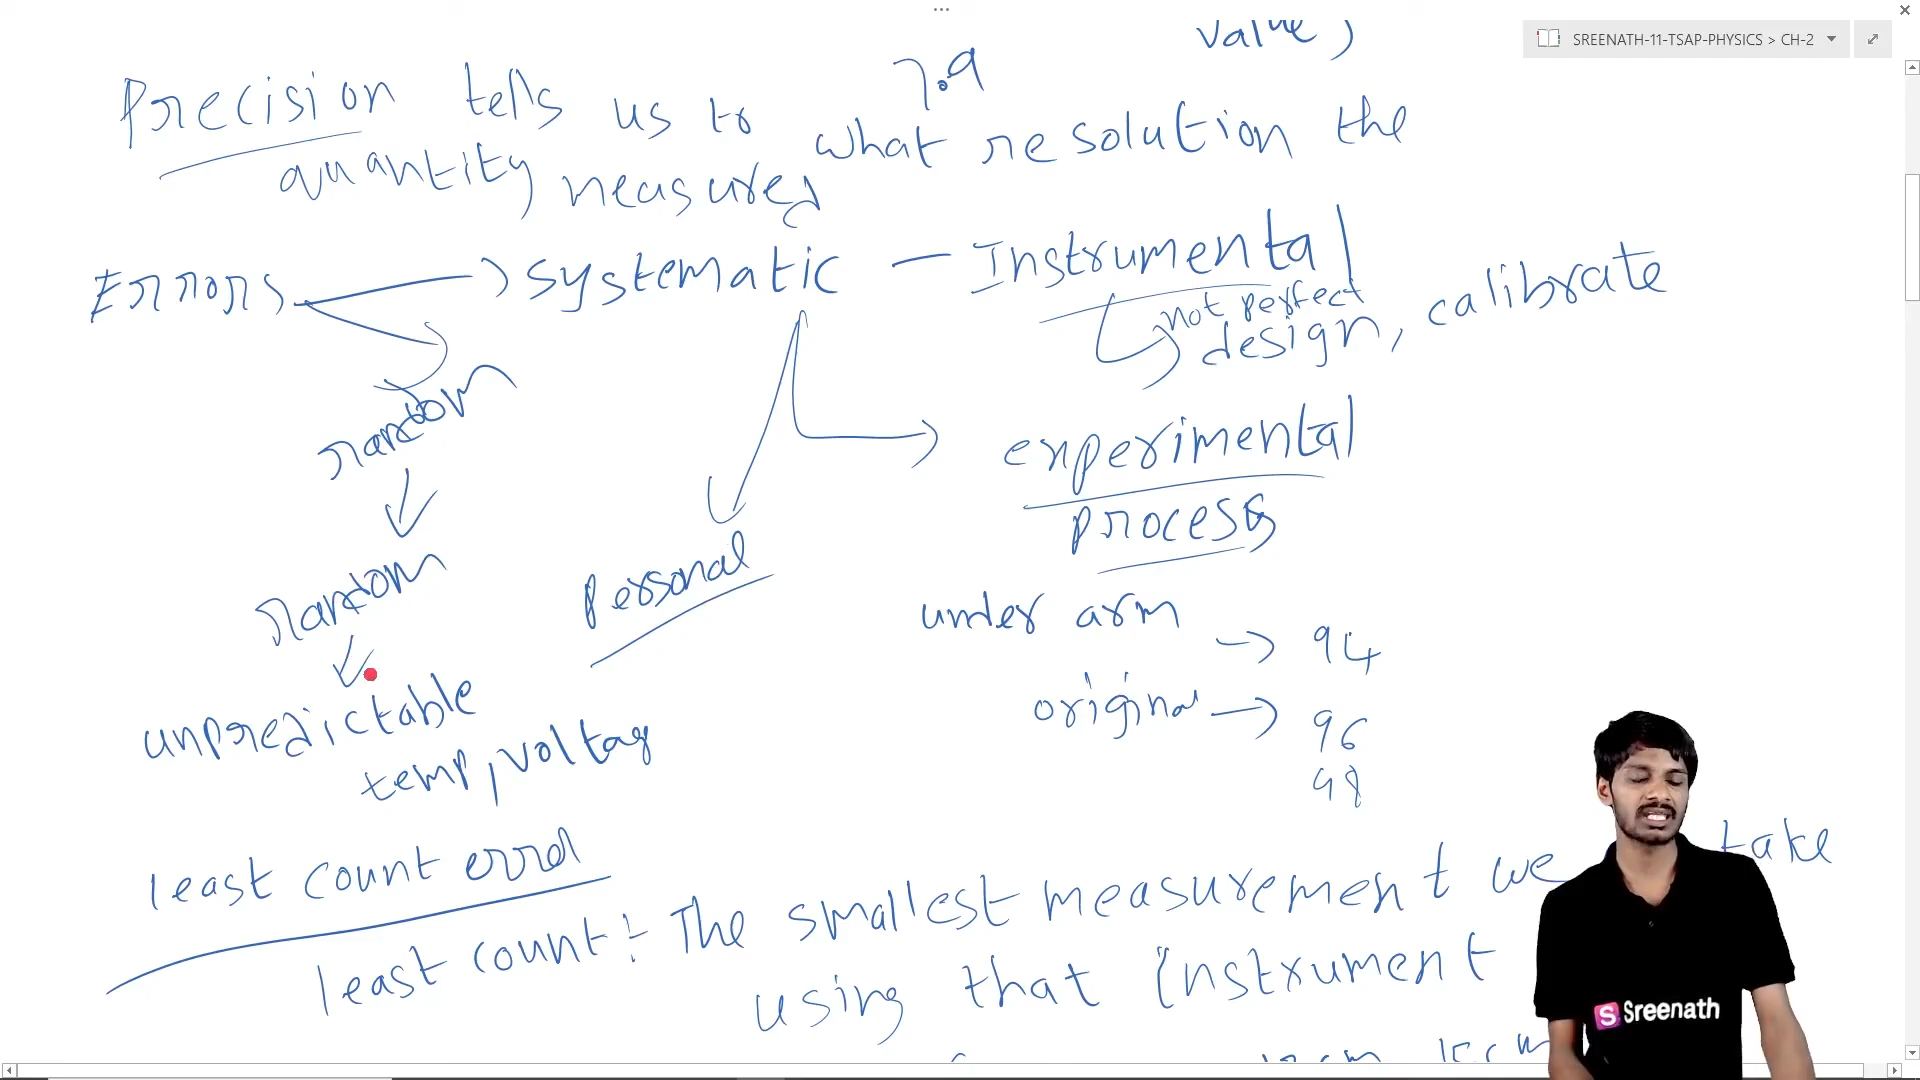 value)
SREENATH-11-TSAP-PHYSICS > CH-2
7.9
Precision tells us to what resolution the
quantity measured
Errors → systematic — Instrumental
not perfect
design, calibrate
random
experimental
process
random
personal
under arm → 94
unpredictable
original → 96
temp, voltag
98
least count error
least count: The smallest measurement we take
using that instrument
Sreenath